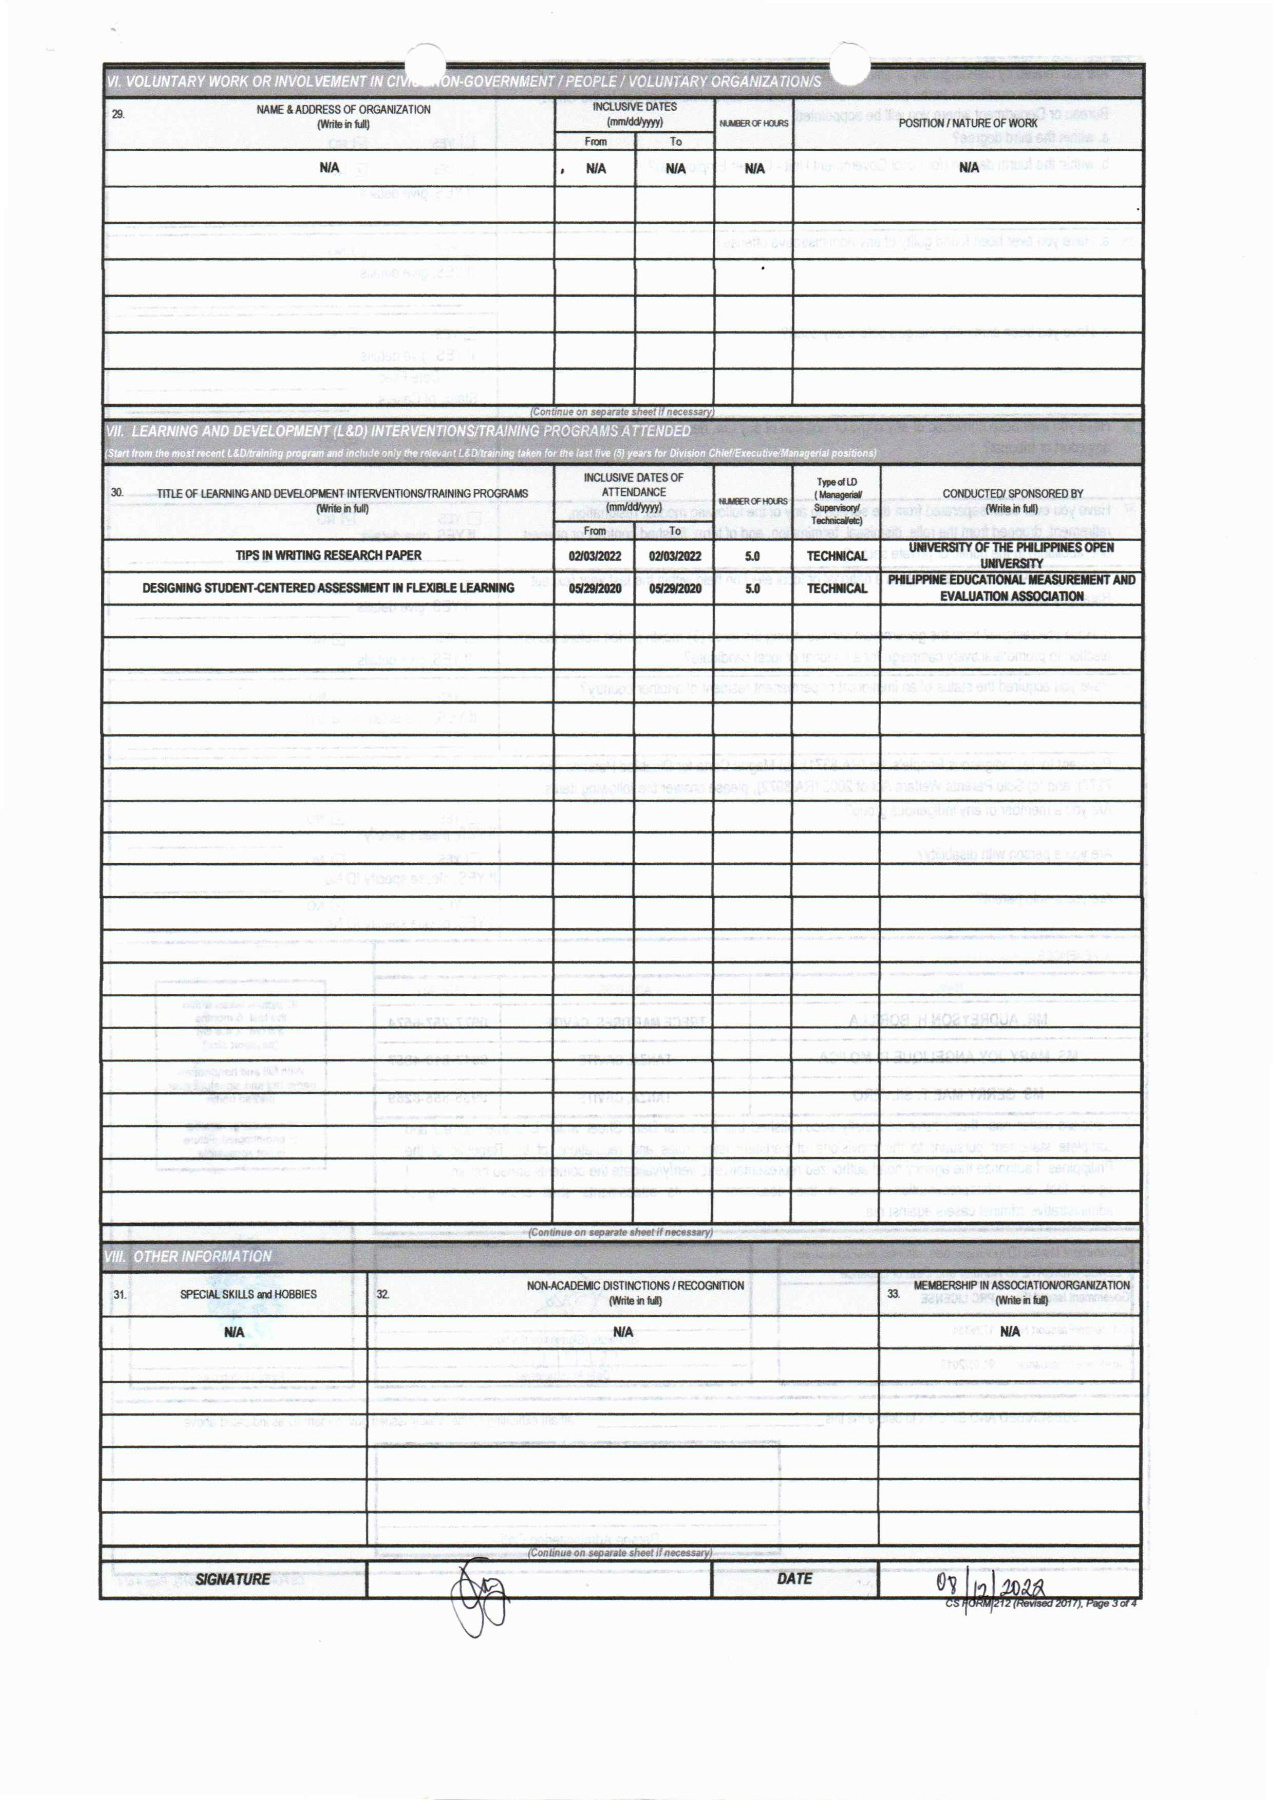 VI. VOLUNTARY WORK OR INVOLVEMENT IN CIVIC NON-GOVERNMENT / PEOPLE / VOLUNTARY ORGANIZATION/S
29. NAME & ADDRESS OF ORGANIZATION
(Write in full)
INCLUSIVE DATES
(mm/dd/yyyy)
From To
NUMBER OF HOURS
POSITION / NATURE OF WORK
N/A N/A N/A N/A N/A
(Continue on separate sheet if necessary)
VII. LEARNING AND DEVELOPMENT (L&D) INTERVENTIONS/TRAINING PROGRAMS ATTENDED
(Start from the most recent L&D/training program and include only the relevant L&D/training taken for the last five (5) years for Division Chief/Executive/Managerial positions)
30. TITLE OF LEARNING AND DEVELOPMENT INTERVENTIONS/TRAINING PROGRAMS
(Write in full)
INCLUSIVE DATES OF
ATTENDANCE
(mm/dd/yyyy)
From To
NUMBER OF HOURS
Type of LD
( Managerial/
Supervisory/
Technical/etc)
CONDUCTED/ SPONSORED BY
(Write in full)
TIPS IN WRITING RESEARCH PAPER 02/03/2022 02/03/2022 5.0 TECHNICAL UNIVERSITY OF THE PHILIPPINES OPEN
UNIVERSITY
DESIGNING STUDENT-CENTERED ASSESSMENT IN FLEXIBLE LEARNING 05/29/2020 05/29/2020 5.0 TECHNICAL PHILIPPINE EDUCATIONAL MEASUREMENT AND
EVALUATION ASSOCIATION
(Continue on separate sheet if necessary)
VIII. OTHER INFORMATION
31. SPECIAL SKILLS and HOBBIES
32. NON-ACADEMIC DISTINCTIONS / RECOGNITION
(Write in full)
33. MEMBERSHIP IN ASSOCIATION/ORGANIZATION
(Write in full)
N/A N/A N/A
(Continue on separate sheet if necessary)
SIGNATURE DATE 08/12/2022
CS FORM 212 (Revised 2017), Page 3 of 4